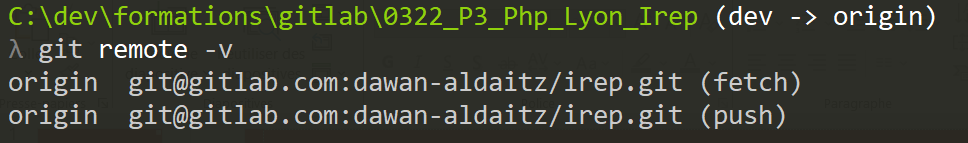 C:\dev\formations\gitlab\0322_P3_Php_Lyon_Irep (dev -> origin)
λ git remote -v
origin  git@gitlab.com:dawan-aldaitz/irep.git (fetch)
origin  git@gitlab.com:dawan-aldaitz/irep.git (push)